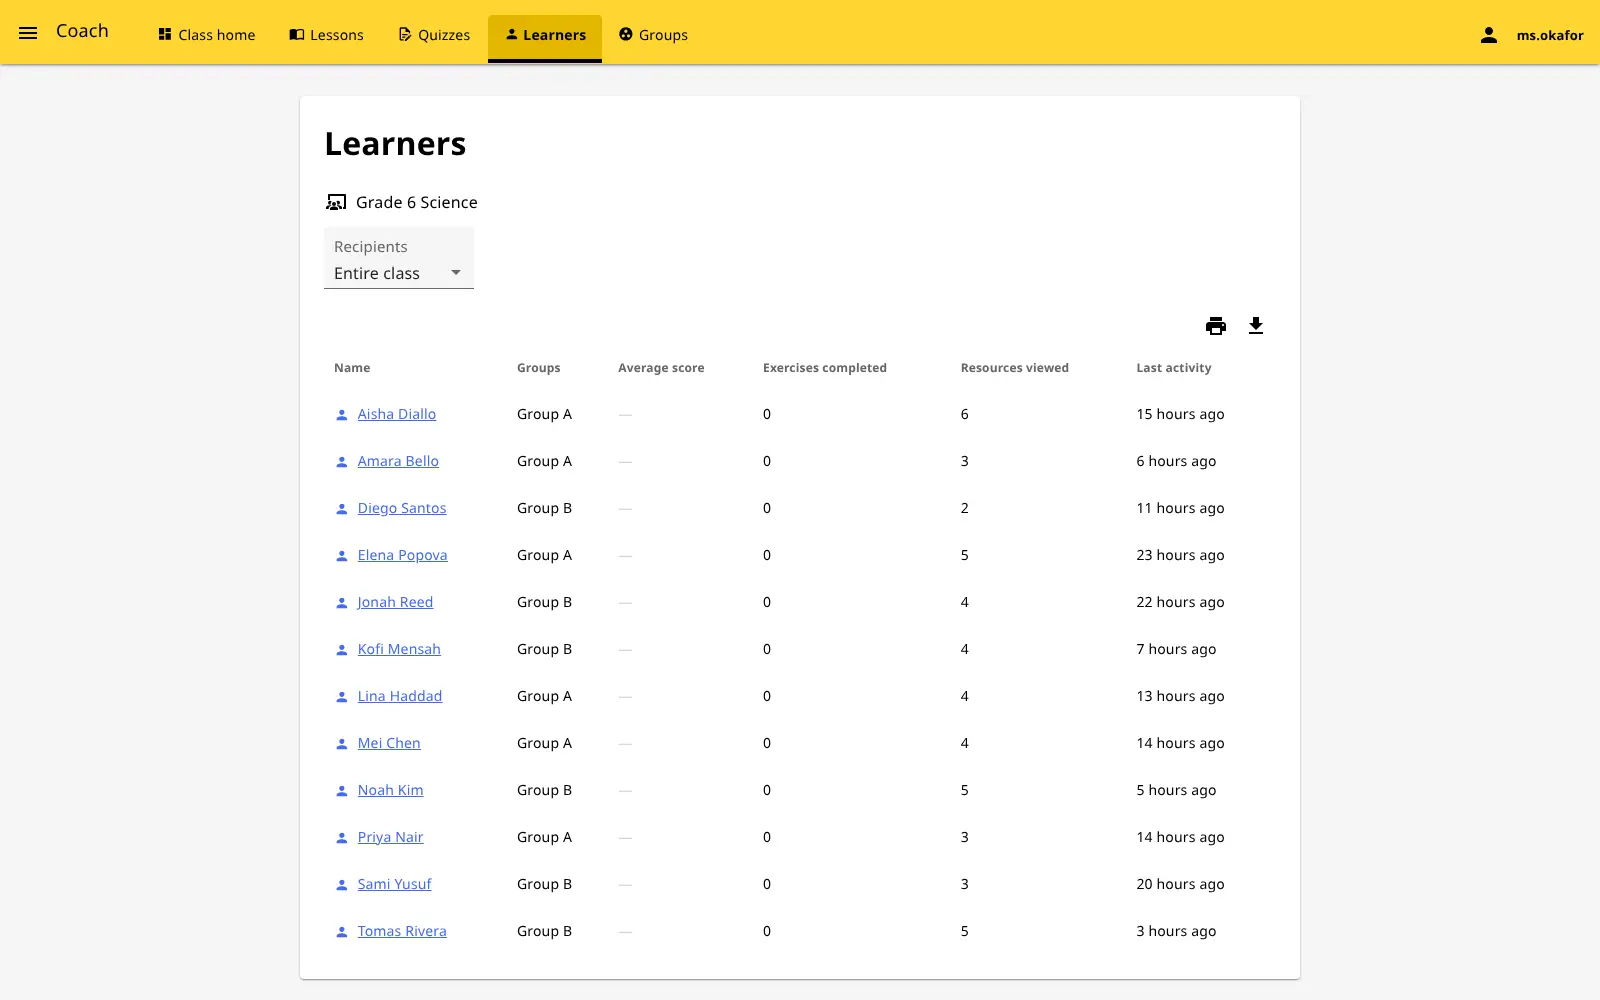 Coach Class home Lessons Quizzes Learners Groups ms.okafor
Learners
Grade 6 Science
Recipients
Entire class
Name Groups Average score Exercises completed Resources viewed Last activity
Aisha Diallo Group A — 0 6 15 hours ago
Amara Bello Group A — 0 3 6 hours ago
Diego Santos Group B — 0 2 11 hours ago
Elena Popova Group A — 0 5 23 hours ago
Jonah Reed Group B — 0 4 22 hours ago
Kofi Mensah Group B — 0 4 7 hours ago
Lina Haddad Group A — 0 4 13 hours ago
Mei Chen Group A — 0 4 14 hours ago
Noah Kim Group B — 0 5 5 hours ago
Priya Nair Group A — 0 3 14 hours ago
Sami Yusuf Group B — 0 3 20 hours ago
Tomas Rivera Group B — 0 5 3 hours ago